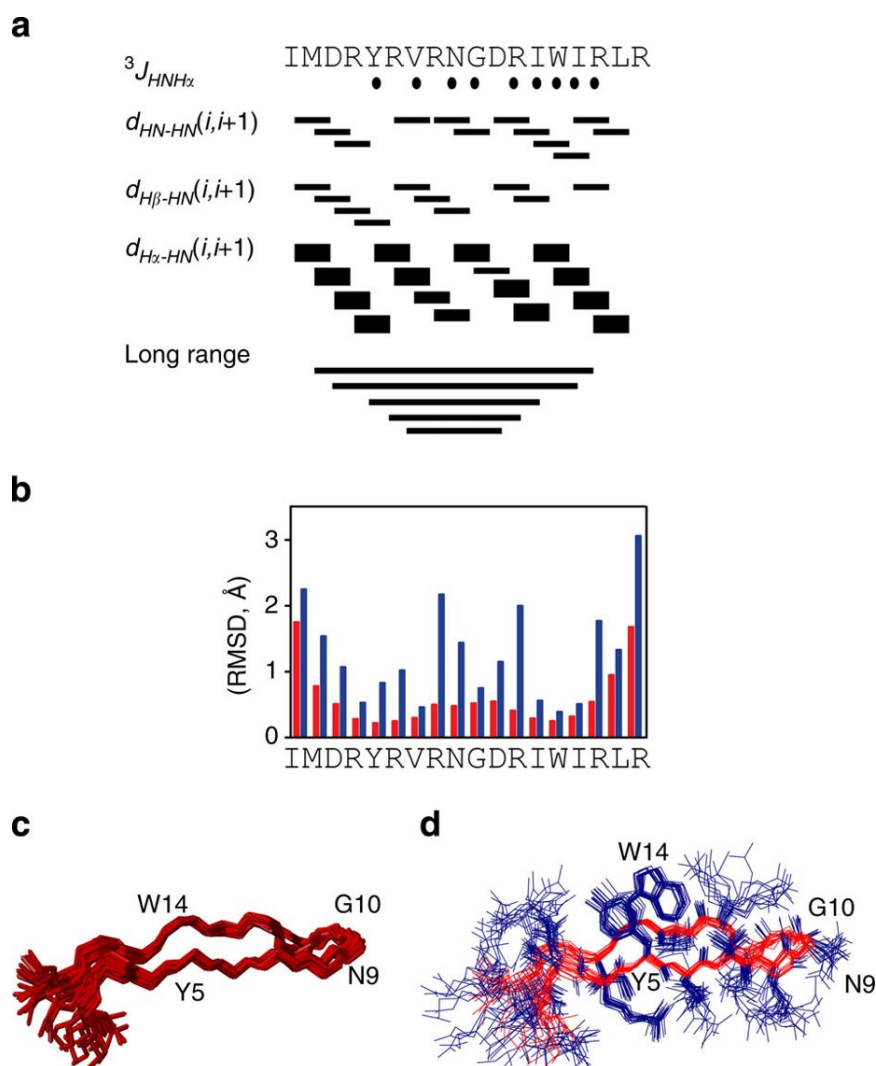 a
IMDRYRVRNGDRIWIRLR
³J_HNHα
d_HN-HN(i,i+1)
d_Hβ-HN(i,i+1)
d_Hα-HN(i,i+1)
Long range
b
(RMSD, Å)
3
2
1
0
IMDRYRVRNGDRIWIRLR
c
W14
G10
N9
Y5
d
W14
G10
Y5
N9